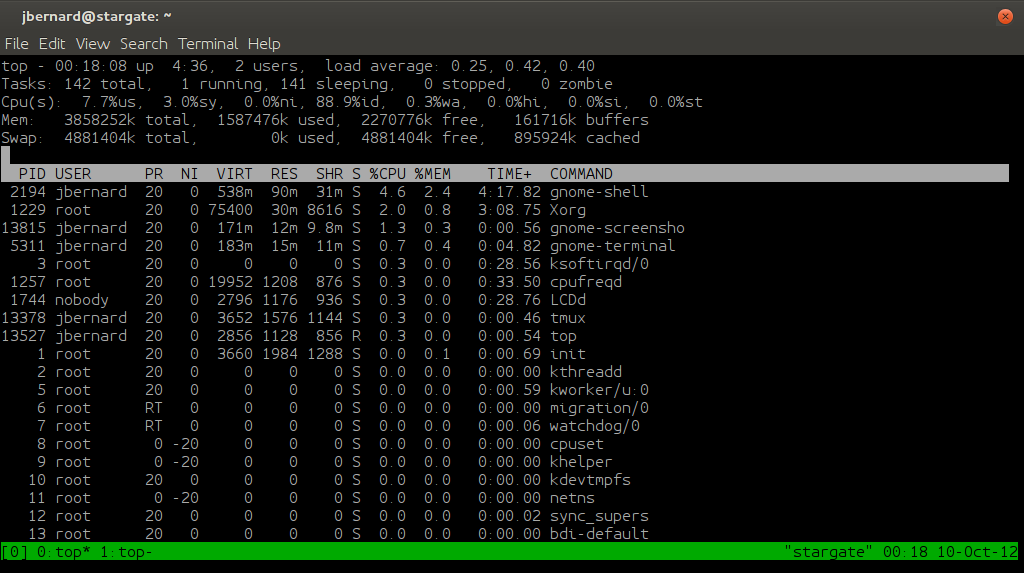 jbernard@stargate: ~
File Edit View Search Terminal Help
top - 00:18:08 up  4:36,  2 users,  load average: 0.25, 0.42, 0.40
Tasks: 142 total,   1 running, 141 sleeping,   0 stopped,   0 zombie
Cpu(s):  7.7%us,  3.0%sy,  0.0%ni, 88.9%id,  0.3%wa,  0.0%hi,  0.0%si,  0.0%st
Mem:   3858252k total,  1587476k used,  2270776k free,   161716k buffers
Swap:  4881404k total,        0k used,  4881404k free,   895924k cached
  PID USER      PR  NI  VIRT  RES  SHR S %CPU %MEM    TIME+  COMMAND
 2194 jbernard  20   0  538m  90m  31m S  4.6  2.4   4:17.82 gnome-shell
 1229 root      20   0 75400  30m 8616 S  2.0  0.8   3:08.75 Xorg
13815 jbernard  20   0  171m  12m 9.8m S  1.3  0.3   0:00.56 gnome-screensho
 5311 jbernard  20   0  183m  15m  11m S  0.7  0.4   0:04.82 gnome-terminal
    3 root      20   0     0    0    0 S  0.3  0.0   0:28.56 ksoftirqd/0
 1257 root      20   0 19952 1208  876 S  0.3  0.0   0:33.50 cpufreqd
 1744 nobody    20   0  2796 1176  936 S  0.3  0.0   0:28.76 LCDd
13378 jbernard  20   0  3652 1576 1144 S  0.3  0.0   0:00.46 tmux
13527 jbernard  20   0  2856 1128  856 R  0.3  0.0   0:00.54 top
    1 root      20   0  3660 1984 1288 S  0.0  0.1   0:00.69 init
    2 root      20   0     0    0    0 S  0.0  0.0   0:00.00 kthreadd
    5 root      20   0     0    0    0 S  0.0  0.0   0:00.59 kworker/u:0
    6 root      RT   0     0    0    0 S  0.0  0.0   0:00.00 migration/0
    7 root      RT   0     0    0    0 S  0.0  0.0   0:00.06 watchdog/0
    8 root       0 -20     0    0    0 S  0.0  0.0   0:00.00 cpuset
    9 root       0 -20     0    0    0 S  0.0  0.0   0:00.00 khelper
   10 root      20   0     0    0    0 S  0.0  0.0   0:00.00 kdevtmpfs
   11 root       0 -20     0    0    0 S  0.0  0.0   0:00.00 netns
   12 root      20   0     0    0    0 S  0.0  0.0   0:00.02 sync_supers
   13 root      20   0     0    0    0 S  0.0  0.0   0:00.00 bdi-default
[0] 0:top* 1:top- "stargate" 00:18 10-Oct-12